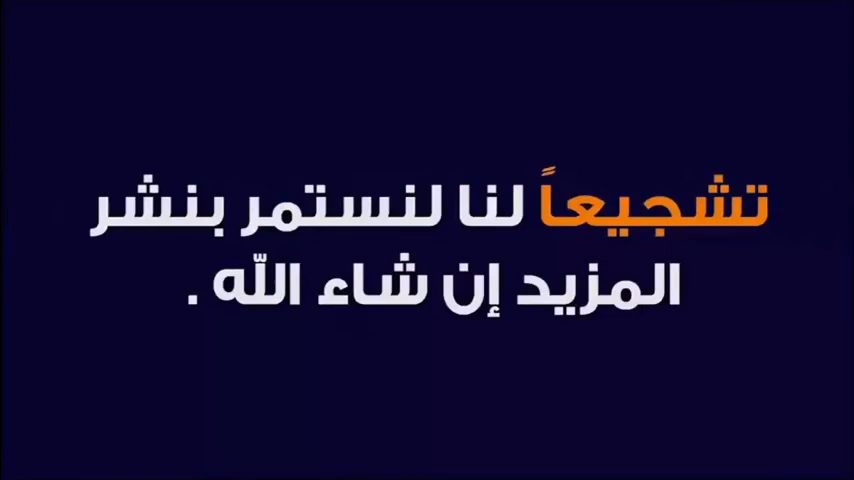 تشجيعاً لنا لنستمر بنشر
المزيد إن شاء الله .